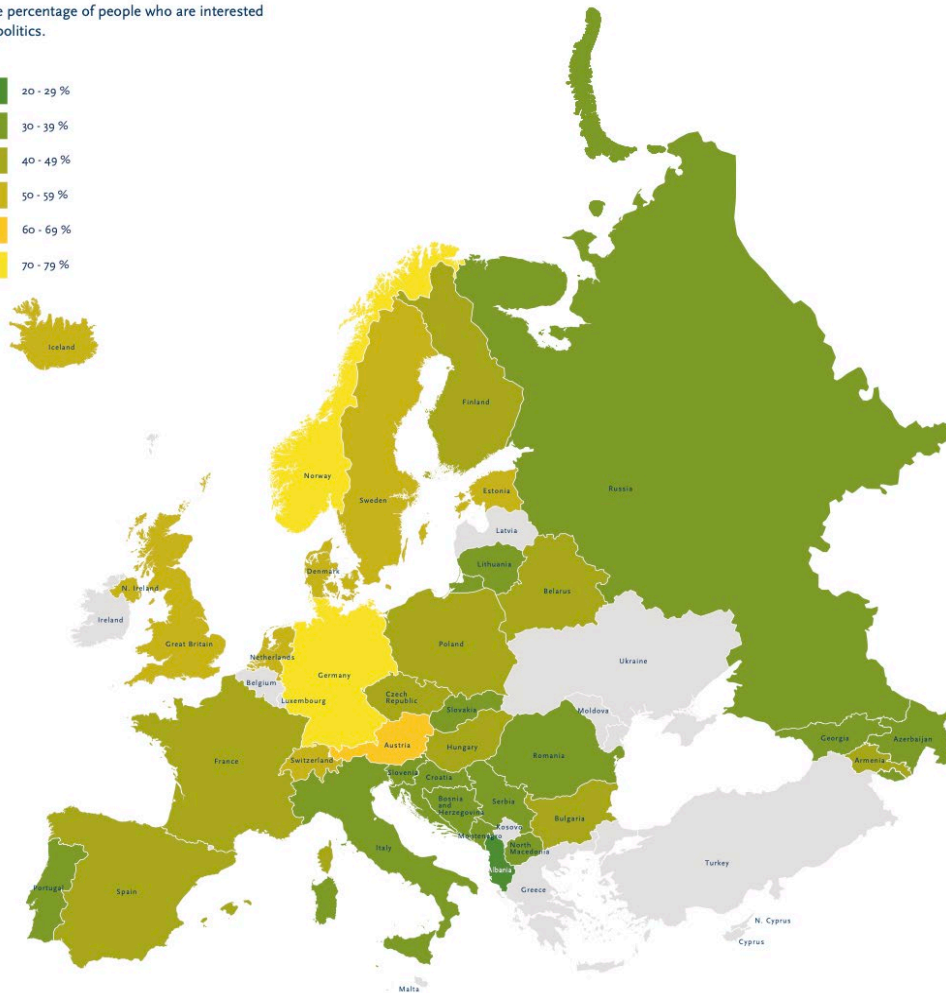 e percentage of people who are interested
politics.
20 - 29 %
30 - 39 %
40 - 49 %
50 - 59 %
60 - 69 %
70 - 79 %
Iceland
Finland
Norway
Russia
Sweden
Estonia
Latvia
Lithuania
Denmark
N. Ireland
Belarus
Ireland
Great Britain
Poland
Netherlands
Ukraine
Germany
Belgium
Czech
Republic
Luxembourg
Slovakia
Moldova
Georgia
Azerbaijan
Austria
Hungary
Romania
France
Switzerland
Armenia
Slovenia
Croatia
Bosnia
and
Herzegovina
Serbia
Bulgaria
Kosovo
Montenegro
Italy
North
Macedonia
Albania
Turkey
Portugal
Spain
Greece
N. Cyprus
Cyprus
Malta